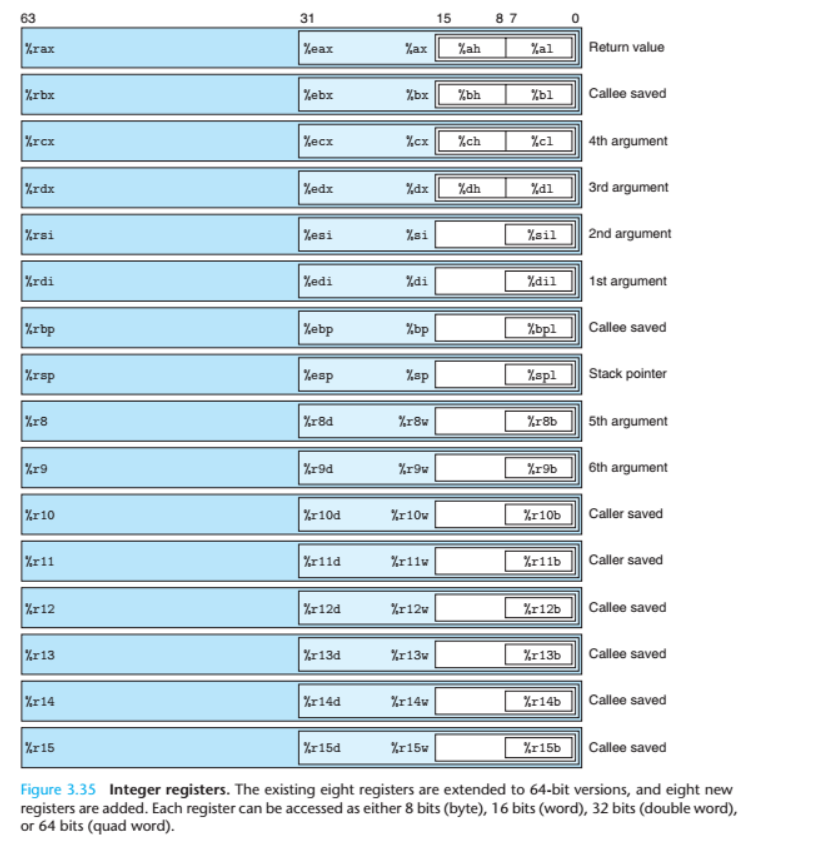 63 31 15 8 7 0
%rax %eax %ax %ah %al Return value
%rbx %ebx %bx %bh %bl Callee saved
%rcx %ecx %cx %ch %cl 4th argument
%rdx %edx %dx %dh %dl 3rd argument
%rsi %esi %si %sil 2nd argument
%rdi %edi %di %dil 1st argument
%rbp %ebp %bp %bpl Callee saved
%rsp %esp %sp %spl Stack pointer
%r8 %r8d %r8w %r8b 5th argument
%r9 %r9d %r9w %r9b 6th argument
%r10 %r10d %r10w %r10b Caller saved
%r11 %r11d %r11w %r11b Caller saved
%r12 %r12d %r12w %r12b Callee saved
%r13 %r13d %r13w %r13b Callee saved
%r14 %r14d %r14w %r14b Callee saved
%r15 %r15d %r15w %r15b Callee saved
Figure 3.35 Integer registers. The existing eight registers are extended to 64-bit versions, and eight new
registers are added. Each register can be accessed as either 8 bits (byte), 16 bits (word), 32 bits (double word),
or 64 bits (quad word).